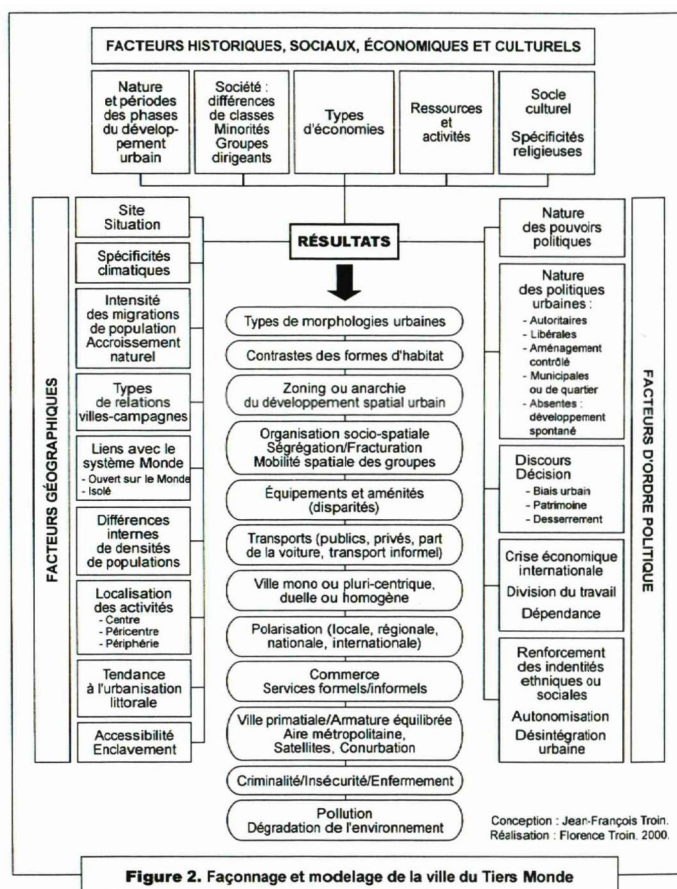 FACTEURS HISTORIQUES, SOCIAUX, ÉCONOMIQUES ET CULTURELS
Nature
et périodes
des phases
du dévelop-
pement
urbain
Société :
différences
de classes
Minorités
Groupes
dirigeants
Types
d'économies
Ressources
et
activités
Socle
culturel
Spécificités
religieuses
FACTEURS GÉOGRAPHIQUES
Site
Situation
Spécificités
climatiques
Intensité
des migrations
de population
Accroissement
naturel
Types
de relations
villes-campagnes
Liens avec le
système Monde
- Ouvert sur le Monde
- Isolé
Différences
internes
de densités
de populations
Localisation
des activités
- Centre
- Péricentre
- Périphérie
Tendance
à l'urbanisation
littorale
Accessibilité
Enclavement
RÉSULTATS
Types de morphologies urbaines
Contrastes des formes d'habitat
Zoning ou anarchie
du développement spatial urbain
Organisation socio-spatiale
Ségrégation/Fracturation
Mobilité spatiale des groupes
Équipements et aménités
(disparités)
Transports (publics, privés, part
de la voiture, transport informel)
Ville mono ou pluri-centrique,
duelle ou homogène
Polarisation (locale, régionale,
nationale, internationale)
Commerce
Services formels/informels
Ville primatiale/Armature équilibrée
Aire métropolitaine,
Satellites, Conurbation
Criminalité/Insécurité/Enfermement
Pollution
Dégradation de l'environnement
Nature
des pouvoirs
politiques
Nature
des politiques
urbaines :
- Autoritaires
- Libérales
- Aménagement
contrôlé
- Municipales
ou de quartier
- Absentes :
développement
spontané
Discours
Décision
- Biais urbain
- Patrimoine
- Desserrement
Crise économique
internationale
Division du travail
Dépendance
Renforcement
des indentités
ethniques ou
sociales
Autonomisation
Désintégration
urbaine
FACTEURS D'ORDRE POLITIQUE
Conception : Jean-François Troin.
Réalisation : Florence Troin. 2000.
Figure 2. Façonnage et modelage de la ville du Tiers Monde